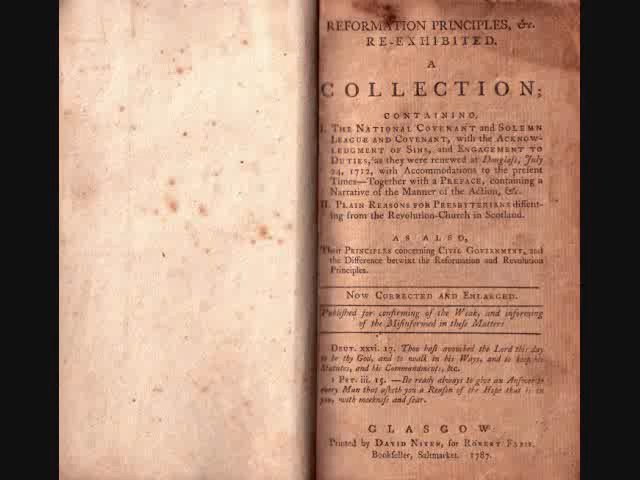 REFORMATION PRINCIPLES, &c.
RE-EXHIBITED.
A
COLLECTION;
CONTAINING,
I. THE NATIONAL COVENANT and SOLEMN
LEAGUE AND COVENANT, with the ACKNOW-
LEDGMENT OF SINS, and ENGAGEMENT TO
DUTIES, as they were renewed at Douglaſs, July
24, 1712, with Accommodations to the preſent
Times—Together with a PREFACE, containing a
Narrative of the Manner of the Action, &c.
II. PLAIN REASONS FOR PRESBYTERIANS diſſent-
ing from the Revolution-Church in Scotland.
AS ALSO,
Their PRINCIPLES concerning CIVIL GOVERNMENT, and
the Difference betwixt the Reformation and Revolution
Principles.
NOW CORRECTED AND ENLARGED.
Publiſhed for confirming of the Weak, and informing
of the Miſinformed in theſe Matters
DEUT. xxvi. 17. Thou haſt avouched the Lord this day
to be thy God, and to walk in his Ways, and to keep his
Statutes, and his Commandments, &c.
1 PET. iii. 15. —Be ready always to give an Anſwer to
every Man that aſketh you a Reaſon of the Hope that is in
you, with meekneſs and fear.
GLASGOW
Printed by DAVID NIVEN, for ROBERT FARIE,
Bookſeller, Saltmarket. 1787.